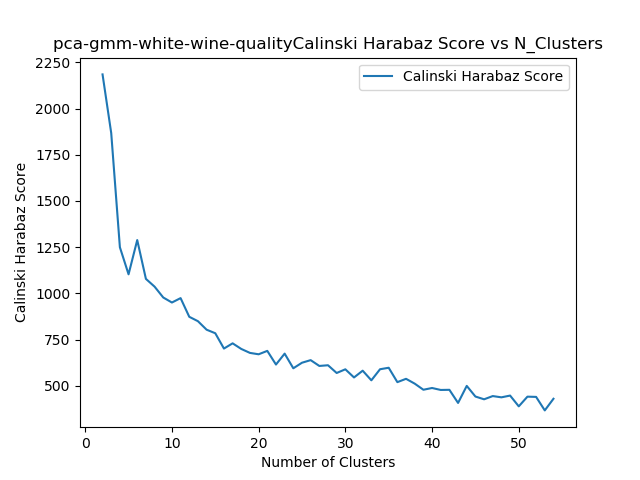 pca-gmm-white-wine-qualityCalinski Harabaz Score vs N_Clusters
Calinski Harabaz Score
2250
2000
1750
1500
1250
1000
750
500
Calinski Harabaz Score
0 10 20 30 40 50
Number of Clusters